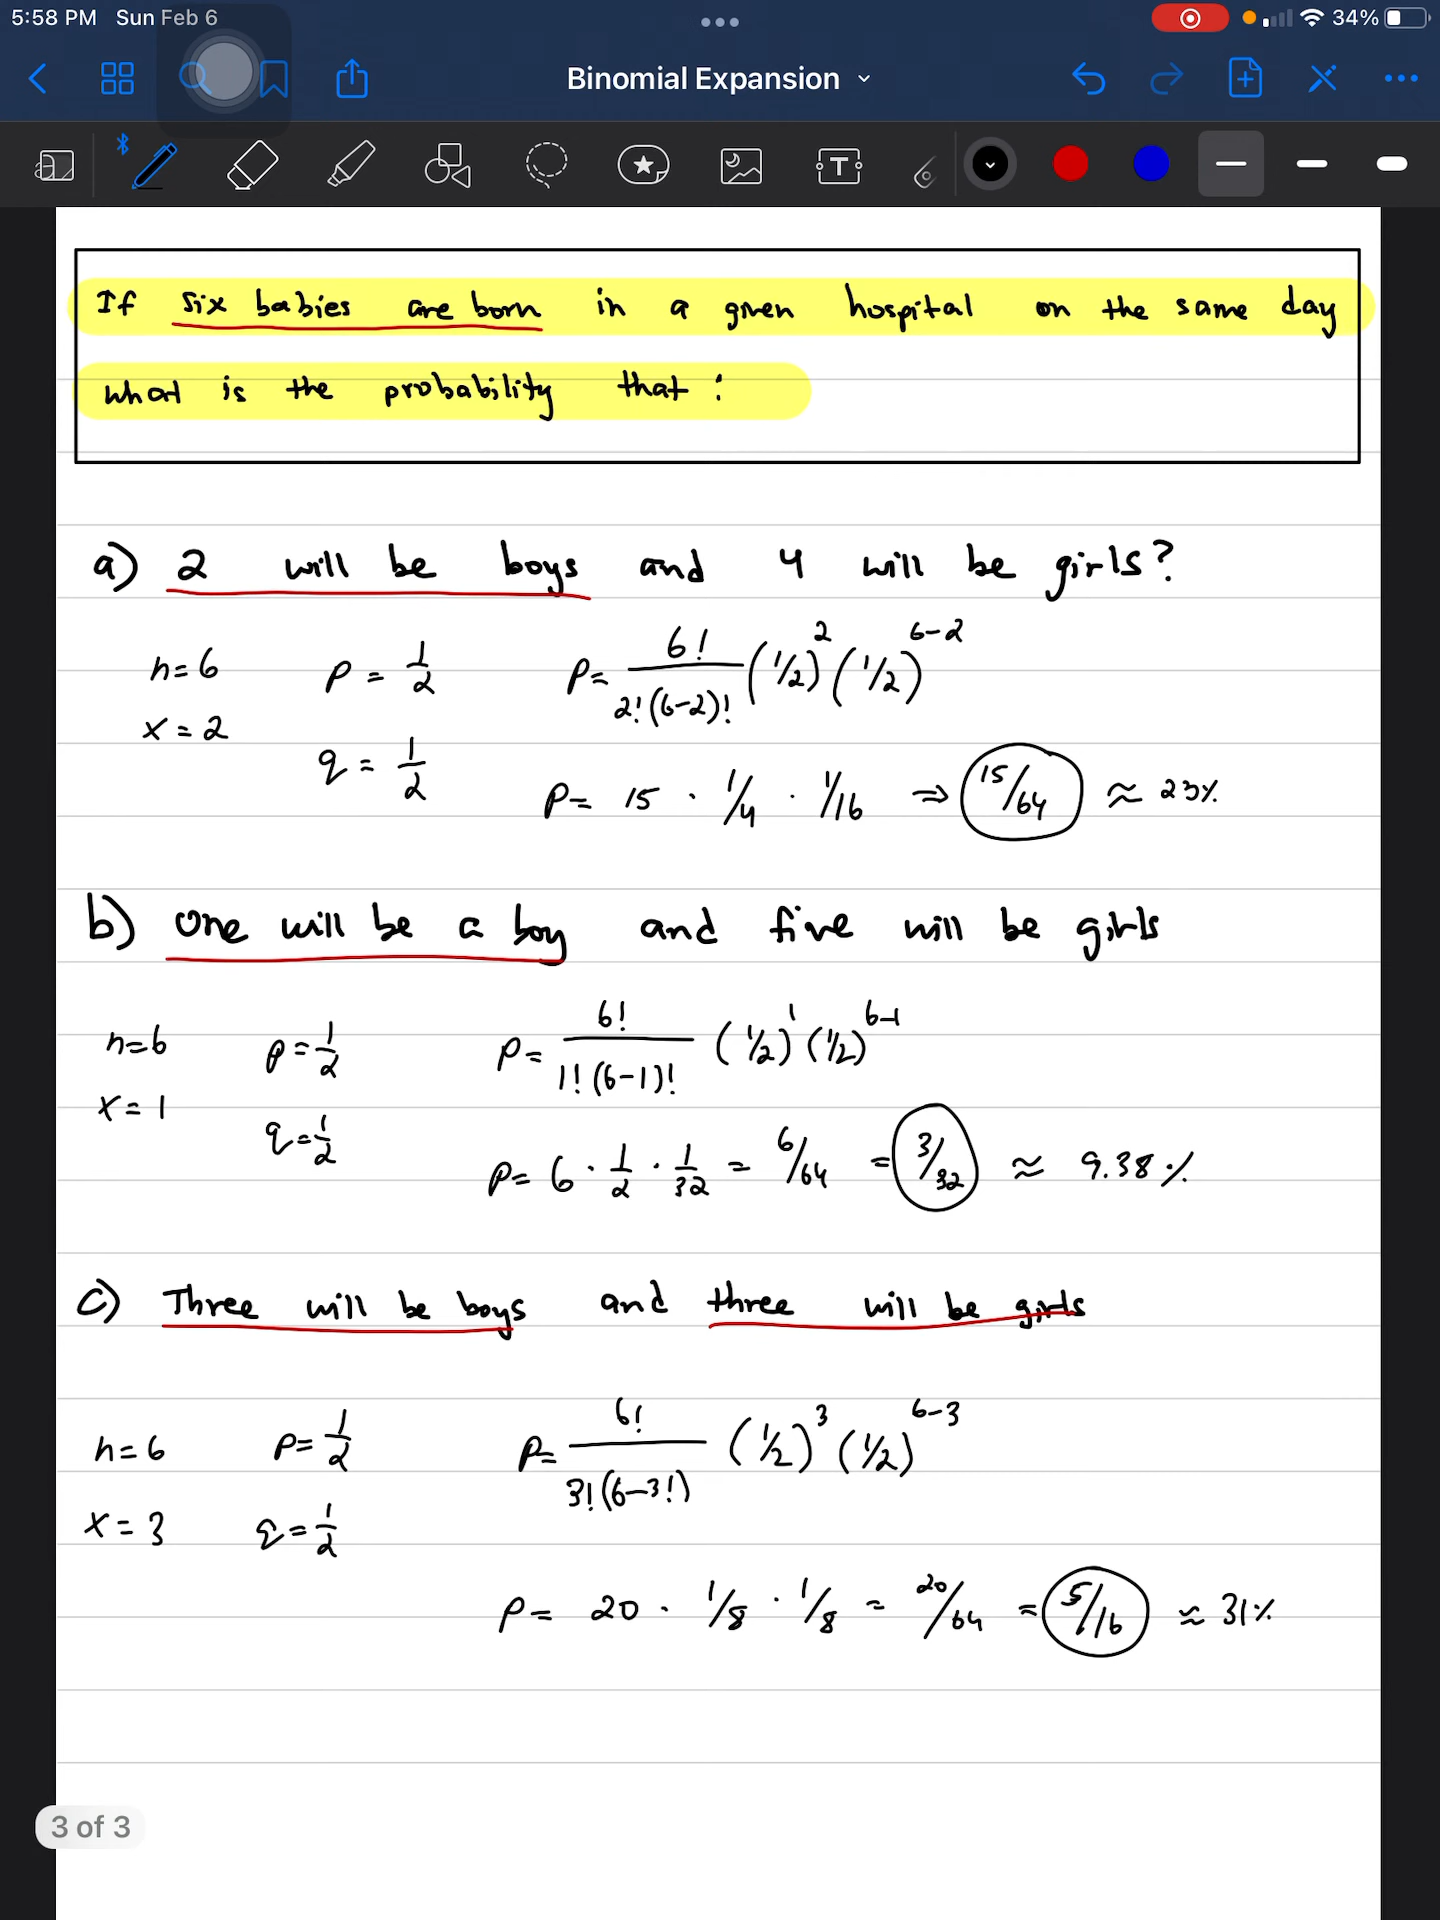 5:58 PM Sun Feb 6
34%
Binomial Expansion
If six babies are born in a given hospital on the same day
what is the probability that :
a) 2 will be boys and 4 will be girls?
n=6 p = 1/2 p= 6!/2!(6-2)! (1/2)^2 (1/2)^6-2
x = 2
q = 1/2
p= 15 · 1/4 · 1/16 ⇒ 15/64 ≈ 23%
b) One will be a boy and five will be girls
n=6 p=1/2 p= 6!/1!(6-1)! (1/2)^1 (1/2)^6-1
x = 1
q=1/2
p= 6 · 1/2 · 1/32 = 6/64 = 3/32 ≈ 9.38%
c) Three will be boys and three will be girls
n=6 p=1/2 p= 6!/3!(6-3!) (1/2)^3 (1/2)^6-3
x = 3 q=1/2
p= 20 · 1/8 · 1/8 = 20/64 = 5/16 ≈ 31%
3 of 3